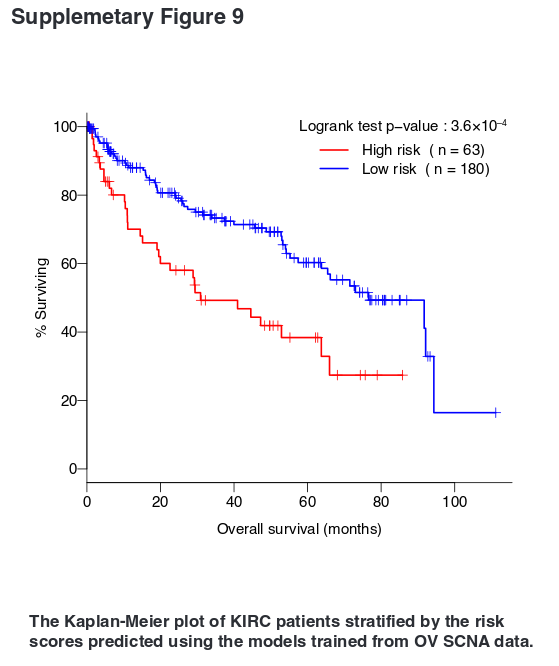 Supplemetary Figure 9
Logrank test p−value : 3.6×10⁻⁴
High risk ( n = 63)
Low risk ( n = 180)
100
80
60
40
20
0
% Surviving
0 20 40 60 80 100
Overall survival (months)
The Kaplan-Meier plot of KIRC patients stratified by the risk
scores predicted using the models trained from OV SCNA data.